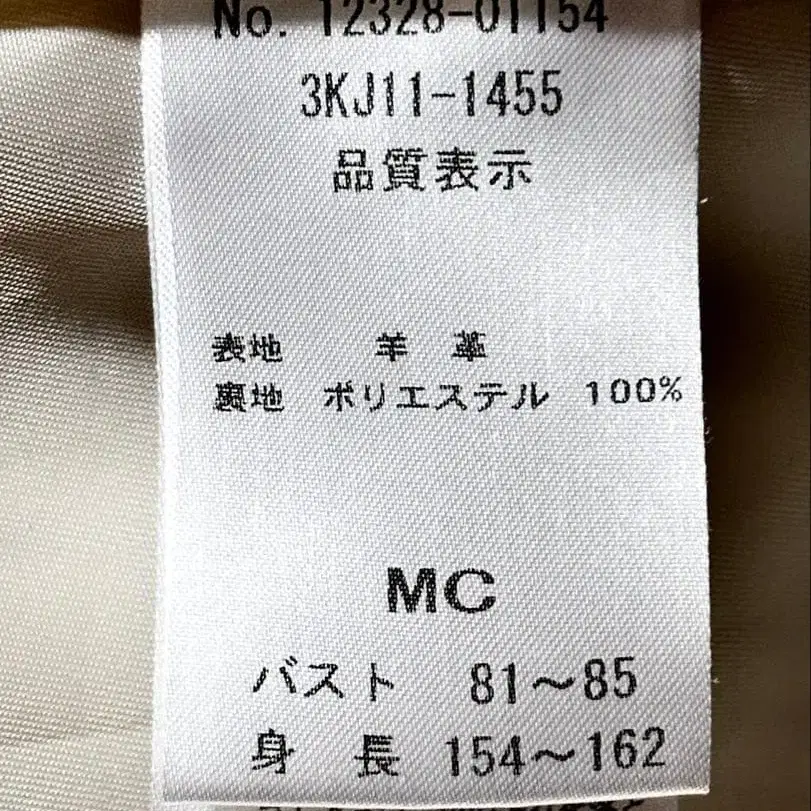 No. 12328-01154
3KJ11-1455
品質表示
表地 羊 革
裏地 ポリエステル 100%
MC
バスト 81～85
身 長 154～162